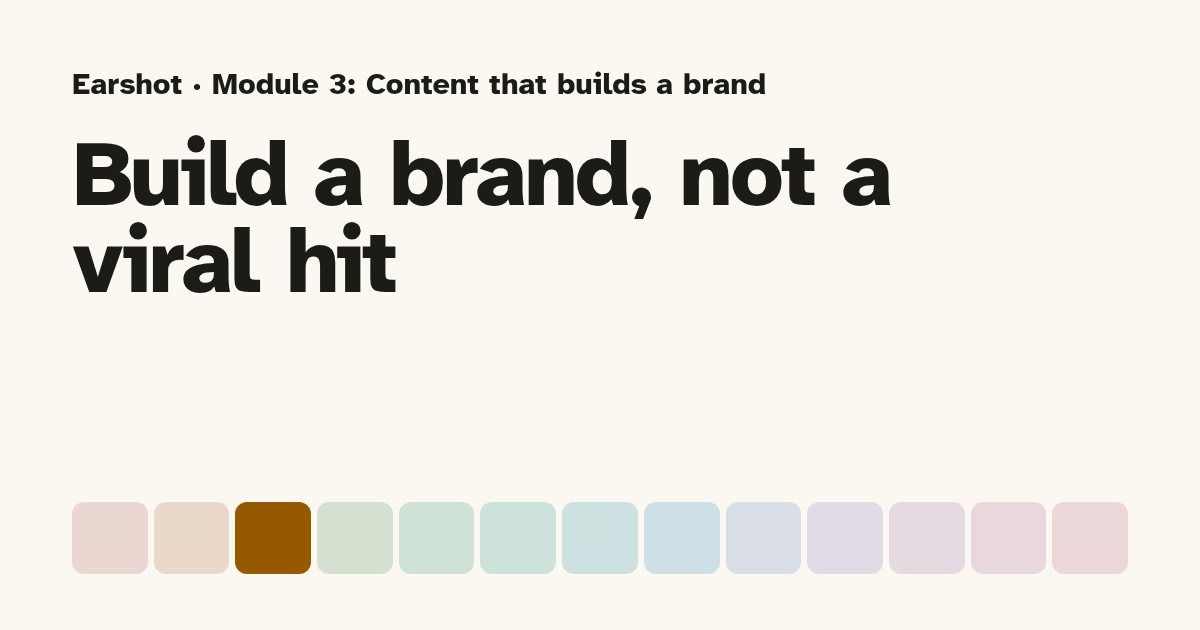 Earshot · Module 3: Content that builds a brand
Build a brand, not a
viral hit